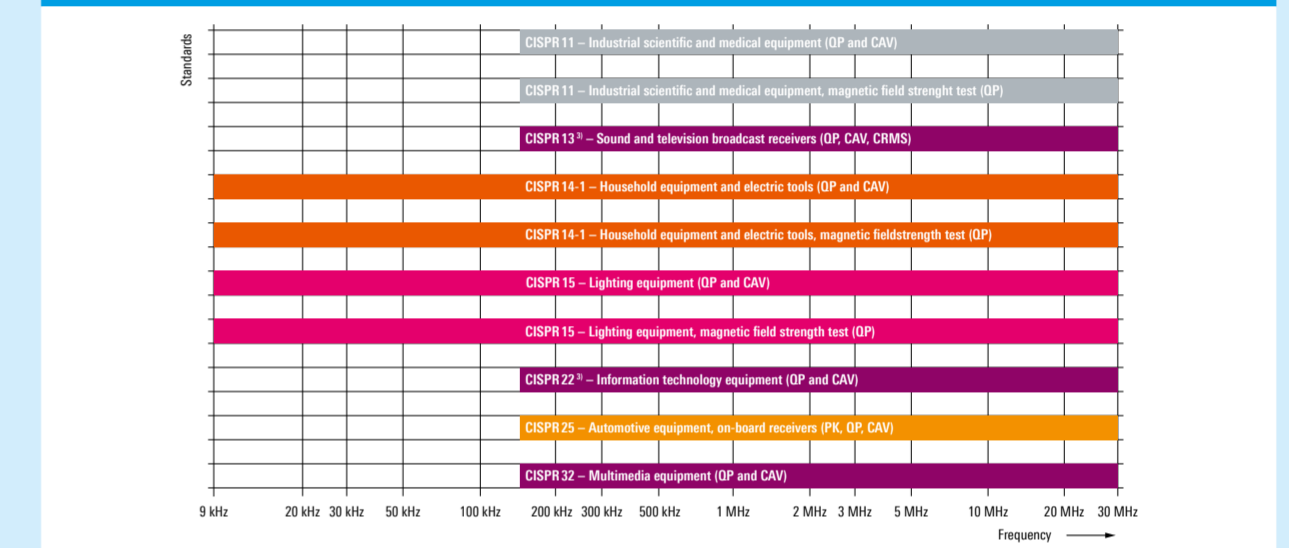 Standards
CISPR 11 – Industrial scientific and medical equipment (QP and CAV)
CISPR 11 – Industrial scientific and medical equipment, magnetic field strenght test (QP)
CISPR 13 3) – Sound and television broadcast receivers (QP, CAV, CRMS)
CISPR 14-1 – Household equipment and electric tools (QP and CAV)
CISPR 14-1 – Household equipment and electric tools, magnetic fieldstrength test (QP)
CISPR 15 – Lighting equipment (QP and CAV)
CISPR 15 – Lighting equipment, magnetic field strength test (QP)
CISPR 22 3) – Information technology equipment (QP and CAV)
CISPR 25 – Automotive equipment, on-board receivers (PK, QP, CAV)
CISPR 32 – Multimedia equipment (QP and CAV)
9 kHz 20 kHz 30 kHz 50 kHz 100 kHz 200 kHz 300 kHz 500 kHz 1 MHz 2 MHz 3 MHz 5 MHz 10 MHz 20 MHz 30 MHz
Frequency